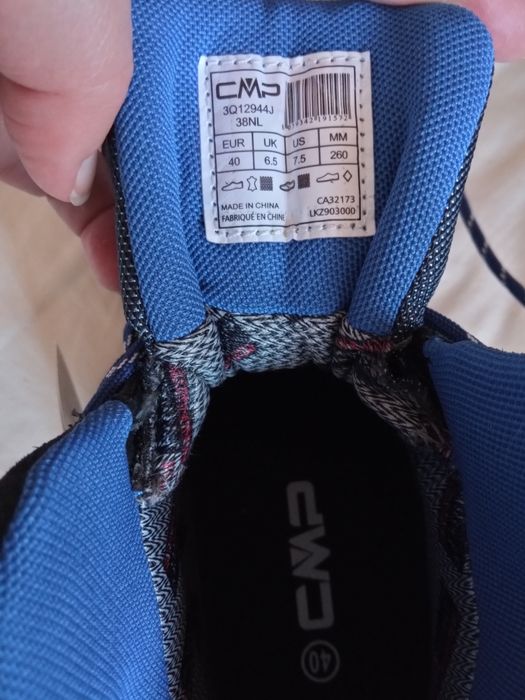 CMP
3Q12944J
38NL
8059342191572
EUR UK US MM
40 6.5 7.5 260
MADE IN CHINA CA32173
FABRIQUÉ EN CHINE LKZ903000
CMP
40